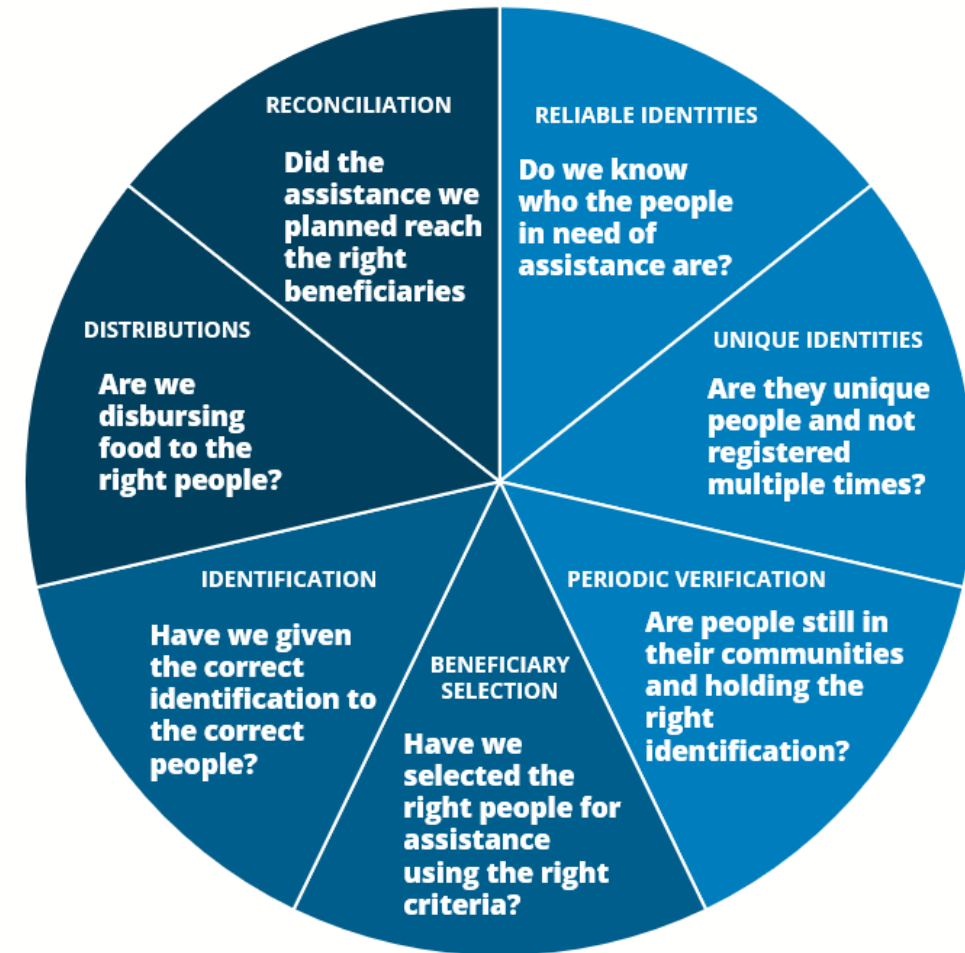 RELIABLE IDENTITIES
Do we know
who the people
in need of
assistance are?
UNIQUE IDENTITIES
Are they unique
people and not
registered
multiple times?
PERIODIC VERIFICATION
Are people still in
their communities
and holding the
right
identification?
BENEFICIARY
SELECTION
Have we
selected the
right people for
assistance
using the right
criteria?
IDENTIFICATION
Have we given
the correct
identification to
the correct
people?
DISTRIBUTIONS
Are we
disbursing
food to the
right people?
RECONCILIATION
Did the
assistance we
planned reach
the right
beneficiaries